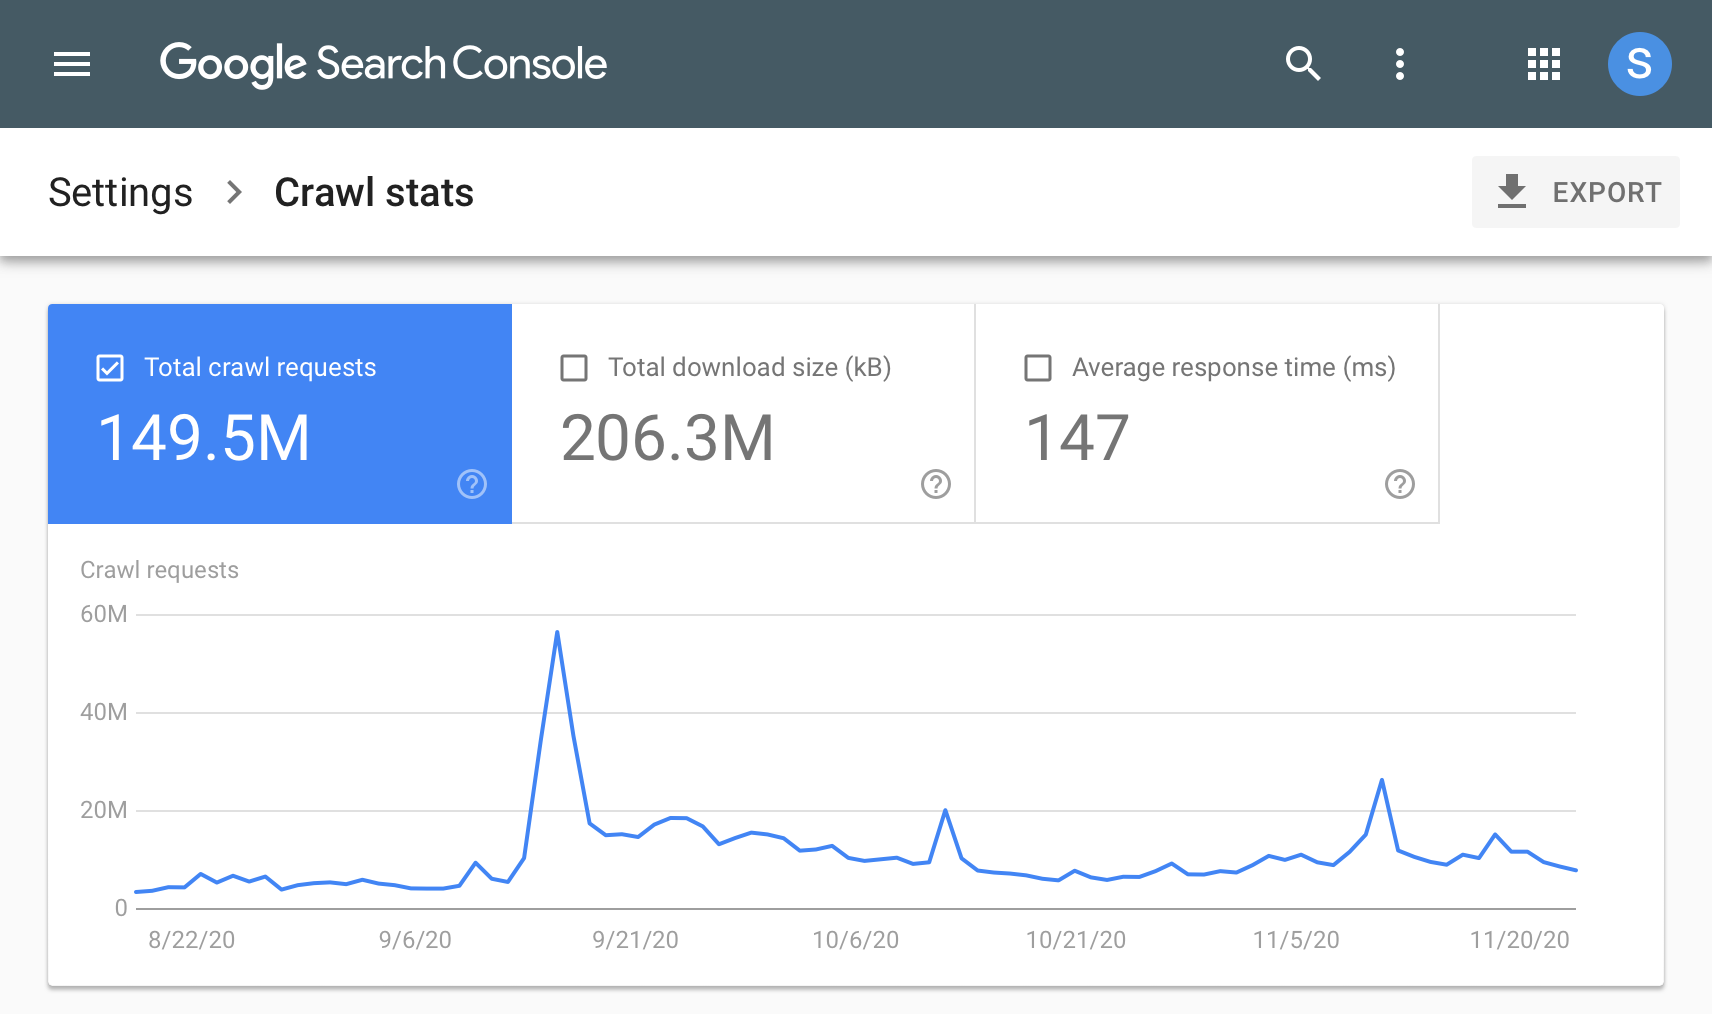 Google Search Console
S
Settings > Crawl stats
EXPORT
Total crawl requests
149.5M
?
Total download size (kB)
206.3M
?
Average response time (ms)
147
?
Crawl requests
60M
40M
20M
0
8/22/20 9/6/20 9/21/20 10/6/20 10/21/20 11/5/20 11/20/20